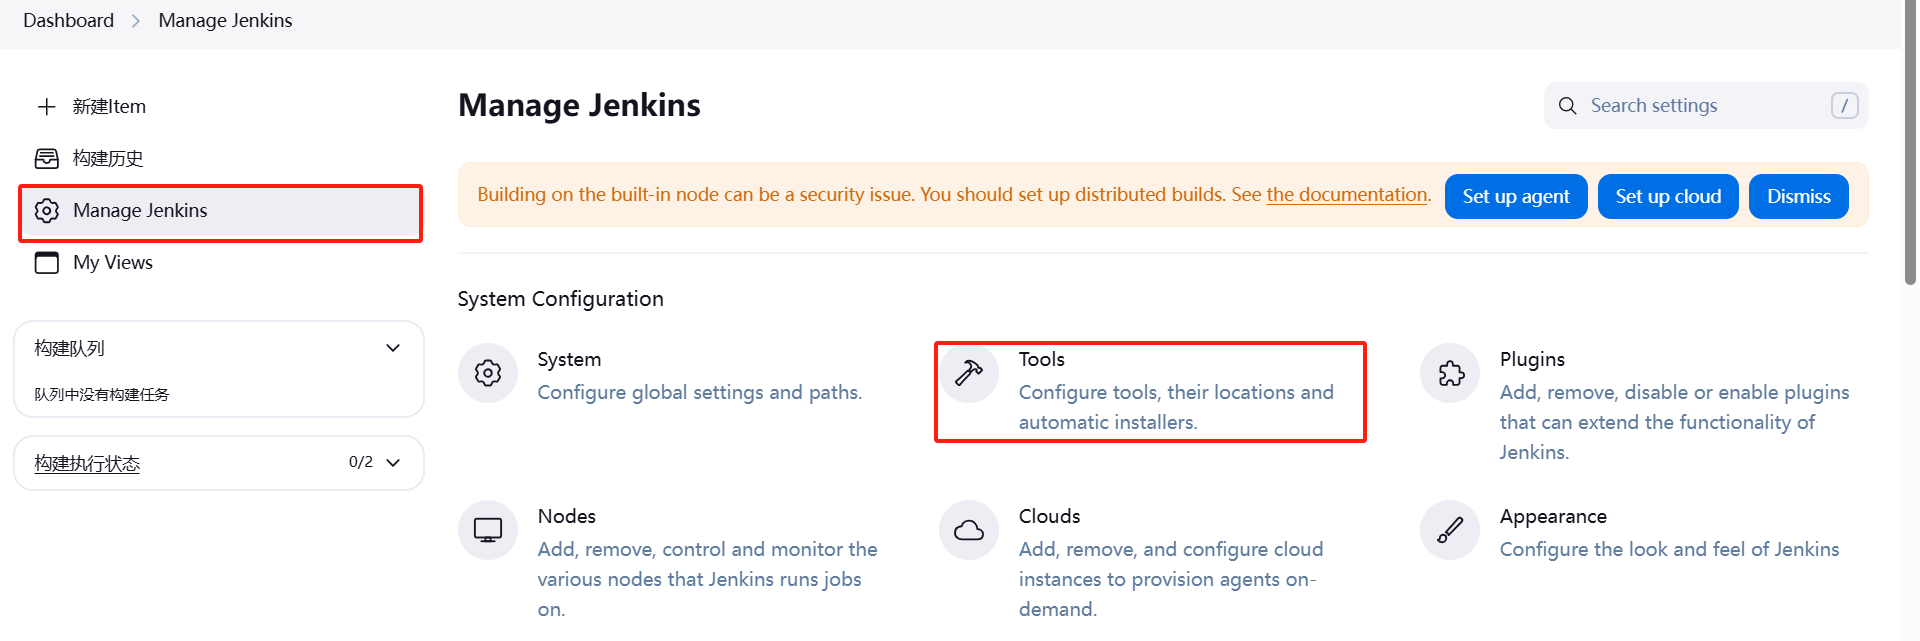 Dashboard > Manage Jenkins
新建Item
构建历史
Manage Jenkins
My Views
构建队列
队列中没有构建任务
构建执行状态 0/2
Manage Jenkins
Search settings /
Building on the built-in node can be a security issue. You should set up distributed builds. See the documentation. Set up agent Set up cloud Dismiss
System Configuration
System
Configure global settings and paths.
Tools
Configure tools, their locations and
automatic installers.
Plugins
Add, remove, disable or enable plugins
that can extend the functionality of
Jenkins.
Nodes
Add, remove, control and monitor the
various nodes that Jenkins runs jobs
on.
Clouds
Add, remove, and configure cloud
instances to provision agents on-
demand.
Appearance
Configure the look and feel of Jenkins